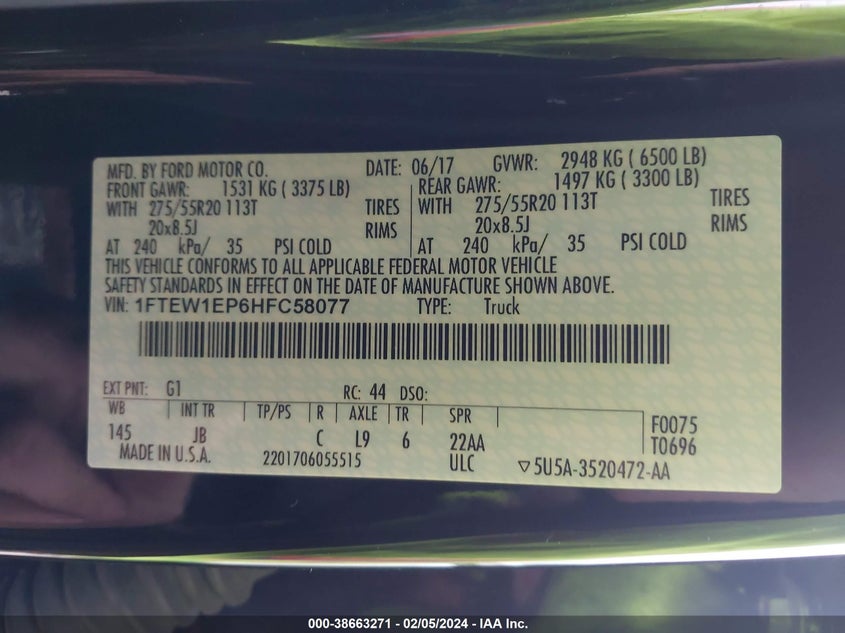 MFD. BY FORD MOTOR CO. DATE: 06/17 GVWR: 2948 KG ( 6500 LB)
FRONT GAWR: 1531 KG ( 3375 LB) REAR GAWR: 1497 KG ( 3300 LB)
WITH 275/55R20 113T TIRES WITH 275/55R20 113T TIRES
20x8.5J RIMS 20x8.5J RIMS
AT 240 kPa/ 35 PSI COLD AT 240 kPa/ 35 PSI COLD
THIS VEHICLE CONFORMS TO ALL APPLICABLE FEDERAL MOTOR VEHICLE
SAFETY STANDARDS IN EFFECT ON THE DATE OF MANUFACTURE SHOWN ABOVE.
VIN: 1FTEW1EP6HFC58077 TYPE: Truck
EXT PNT: G1 RC: 44 DSO:
WB INT TR TP/PS R AXLE TR SPR F0075
145 JB C L9 6 22AA T0696
MADE IN U.S.A. 2201706055515 ULC ▽5U5A-3520472-AA
000-38663271 - 02/05/2024 - IAA Inc.